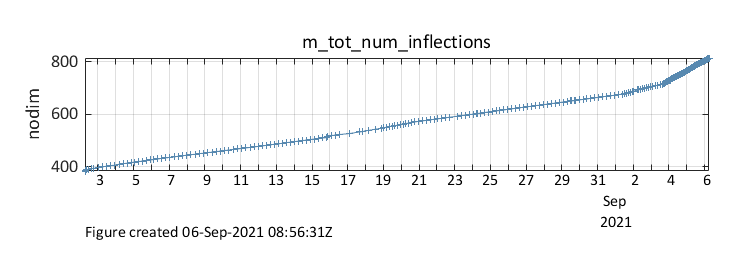 m_tot_num_inflections
nodim
800
600
400
3 5 7 9 11 13 15 17 19 21 23 25 27 29 31 2 4 6
Sep
2021
Figure created 06-Sep-2021 08:56:31Z